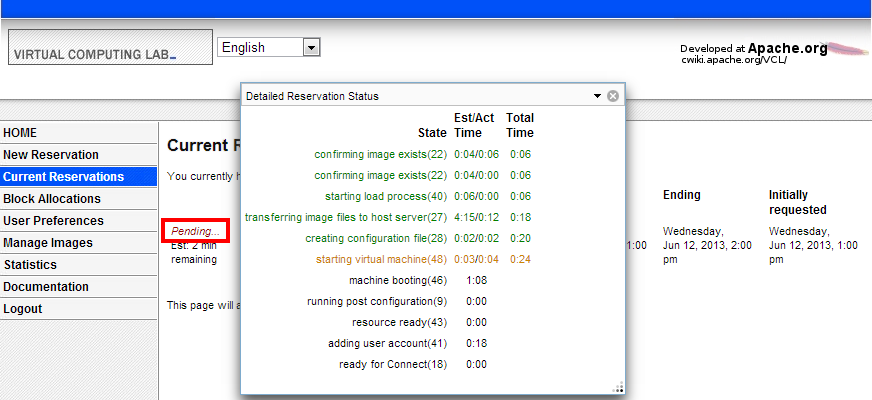 VIRTUAL COMPUTING LAB_
English
Developed at Apache.org
cwiki.apache.org/VCL/
HOME
New Reservation
Current Reservations
Block Allocations
User Preferences
Manage Images
Statistics
Documentation
Logout
Current R
You currently h
Ending
Initially
requested
Pending...
Est: 2 min
remaining
1:00
Wednesday,
Jun 12, 2013, 2:00
pm
Wednesday,
Jun 12, 2013, 1:00
pm
This page will a
Detailed Reservation Status
State Est/Act Time Total Time
confirming image exists(22) 0:04/0:06 0:06
confirming image exists(22) 0:04/0:00 0:06
starting load process(40) 0:06/0:00 0:06
transferring image files to host server(27) 4:15/0:12 0:18
creating configuration file(28) 0:02/0:02 0:20
starting virtual machine(48) 0:03/0:04 0:24
machine booting(46) 1:08
running post configuration(9) 0:00
resource ready(43) 0:00
adding user account(41) 0:18
ready for Connect(18) 0:00